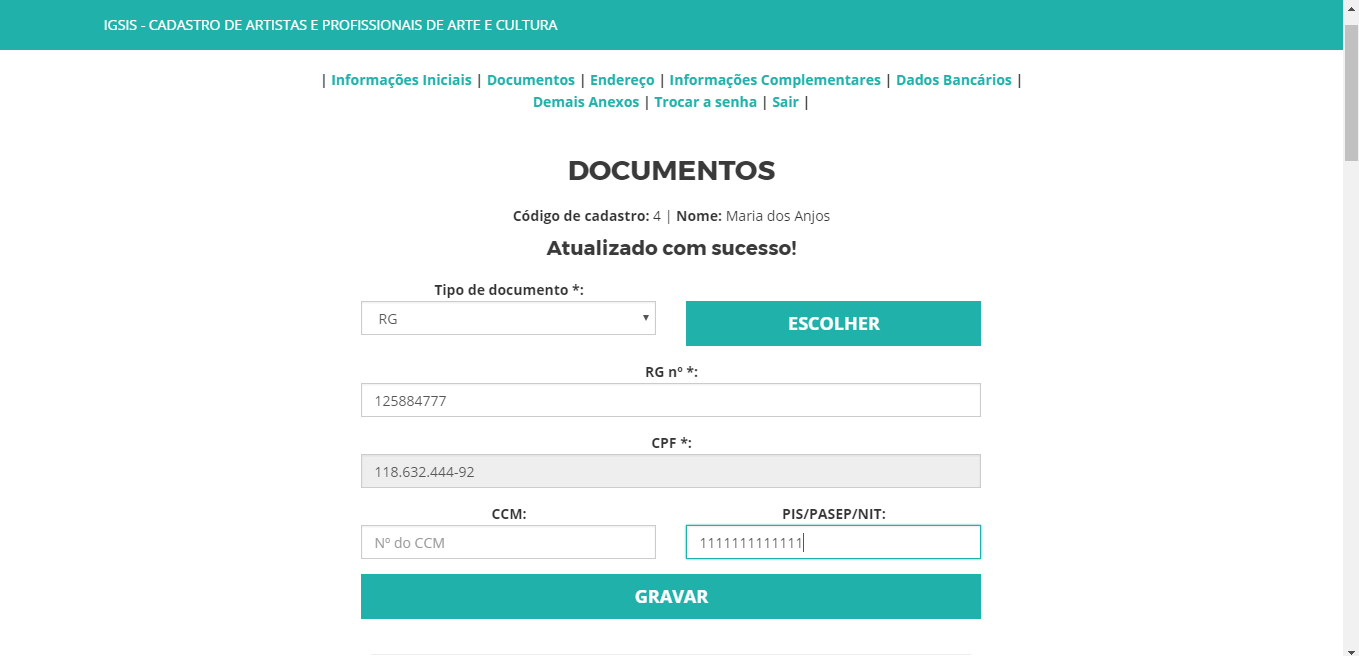 IGSIS - CADASTRO DE ARTISTAS E PROFISSIONAIS DE ARTE E CULTURA
| Informações Iniciais | Documentos | Endereço | Informações Complementares | Dados Bancários |
Demais Anexos | Trocar a senha | Sair |
DOCUMENTOS
Código de cadastro: 4 | Nome: Maria dos Anjos
Atualizado com sucesso!
Tipo de documento *:
RG
ESCOLHER
RG nº *:
125884777
CPF *:
118.632.444-92
CCM:
PIS/PASEP/NIT:
Nº do CCM
1111111111111
GRAVAR